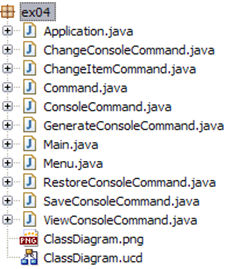 ex04
Application.java
ChangeConsoleCommand.java
ChangeItemCommand.java
Command.java
ConsoleCommand.java
GenerateConsoleCommand.java
Main.java
Menu.java
RestoreConsoleCommand.java
SaveConsoleCommand.java
ViewConsoleCommand.java
ClassDiagram.png
ClassDiagram.ucd